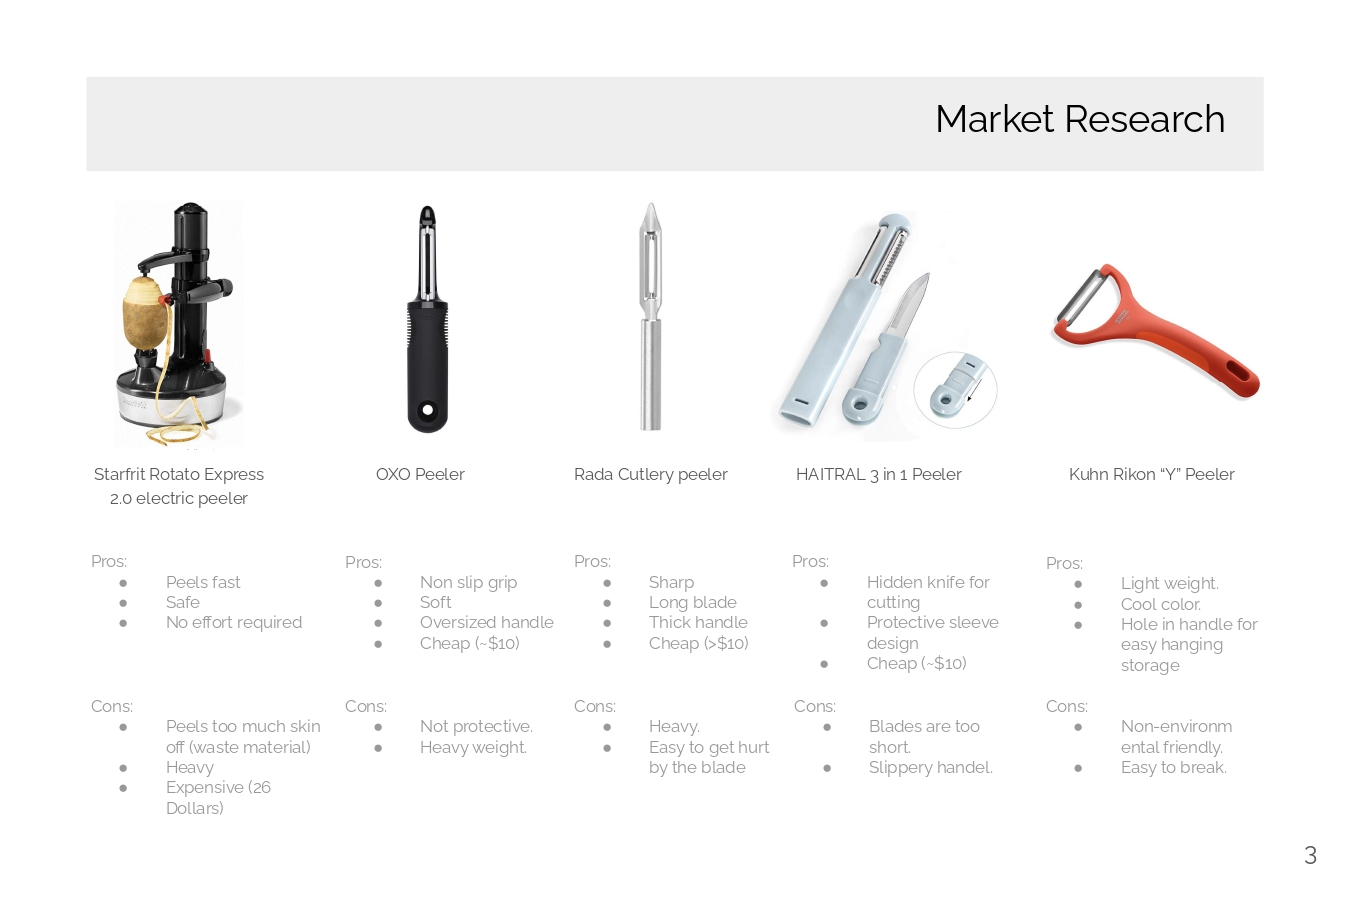 Market Research
Starfrit Rotato Express
2.0 electric peeler
OXO Peeler
Rada Cutlery peeler
HAITRAL 3 in 1 Peeler
Kuhn Rikon “Y” Peeler
Pros:
● Peels fast
● Safe
● No effort required
Cons:
● Peels too much skin
off (waste material)
● Heavy
● Expensive (26
Dollars)
Pros:
● Non slip grip
● Soft
● Oversized handle
● Cheap (~$10)
Cons:
● Not protective.
● Heavy weight.
Pros:
● Sharp
● Long blade
● Thick handle
● Cheap (>$10)
Cons:
● Heavy.
● Easy to get hurt
by the blade
Pros:
● Hidden knife for
cutting
● Protective sleeve
design
● Cheap (~$10)
Cons:
● Blades are too
short.
● Slippery handel.
Pros:
● Light weight.
● Cool color.
● Hole in handle for
easy hanging
storage
Cons:
● Non-environm
ental friendly.
● Easy to break.
3